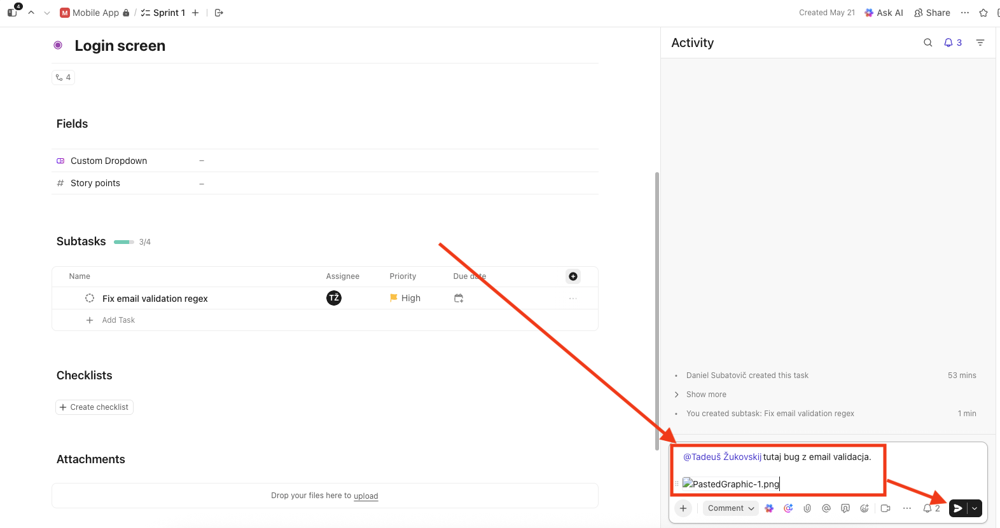 4
M Mobile App / Sprint 1
Created May 21 Ask AI Share
Login screen
4
Fields
Custom Dropdown –
# Story points –
Subtasks 3/4
Name Assignee Priority Due date
Fix email validation regex TŽ High
Add Task
Checklists
Create checklist
Attachments
Drop your files here to upload
Activity 3
Daniel Subatovič created this task 53 mins
Show more
You created subtask: Fix email validation regex 1 min
@Tadeuš Žukovskij tutaj bug z email validacja.
PastedGraphic-1.png
Comment 2